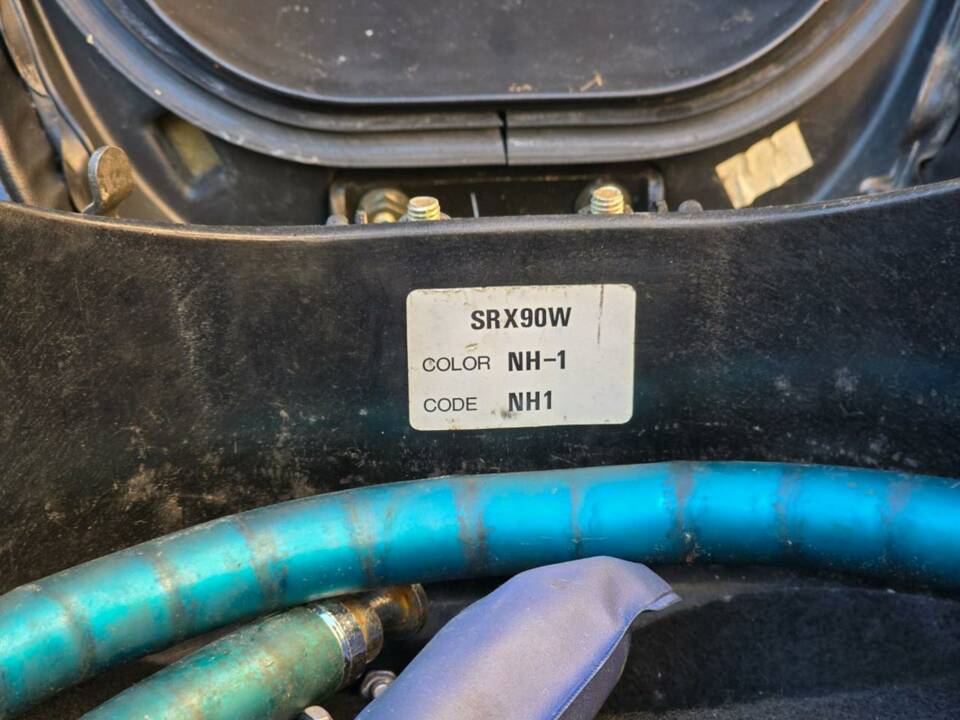 SRX90W
COLOR NH-1
CODE NH1